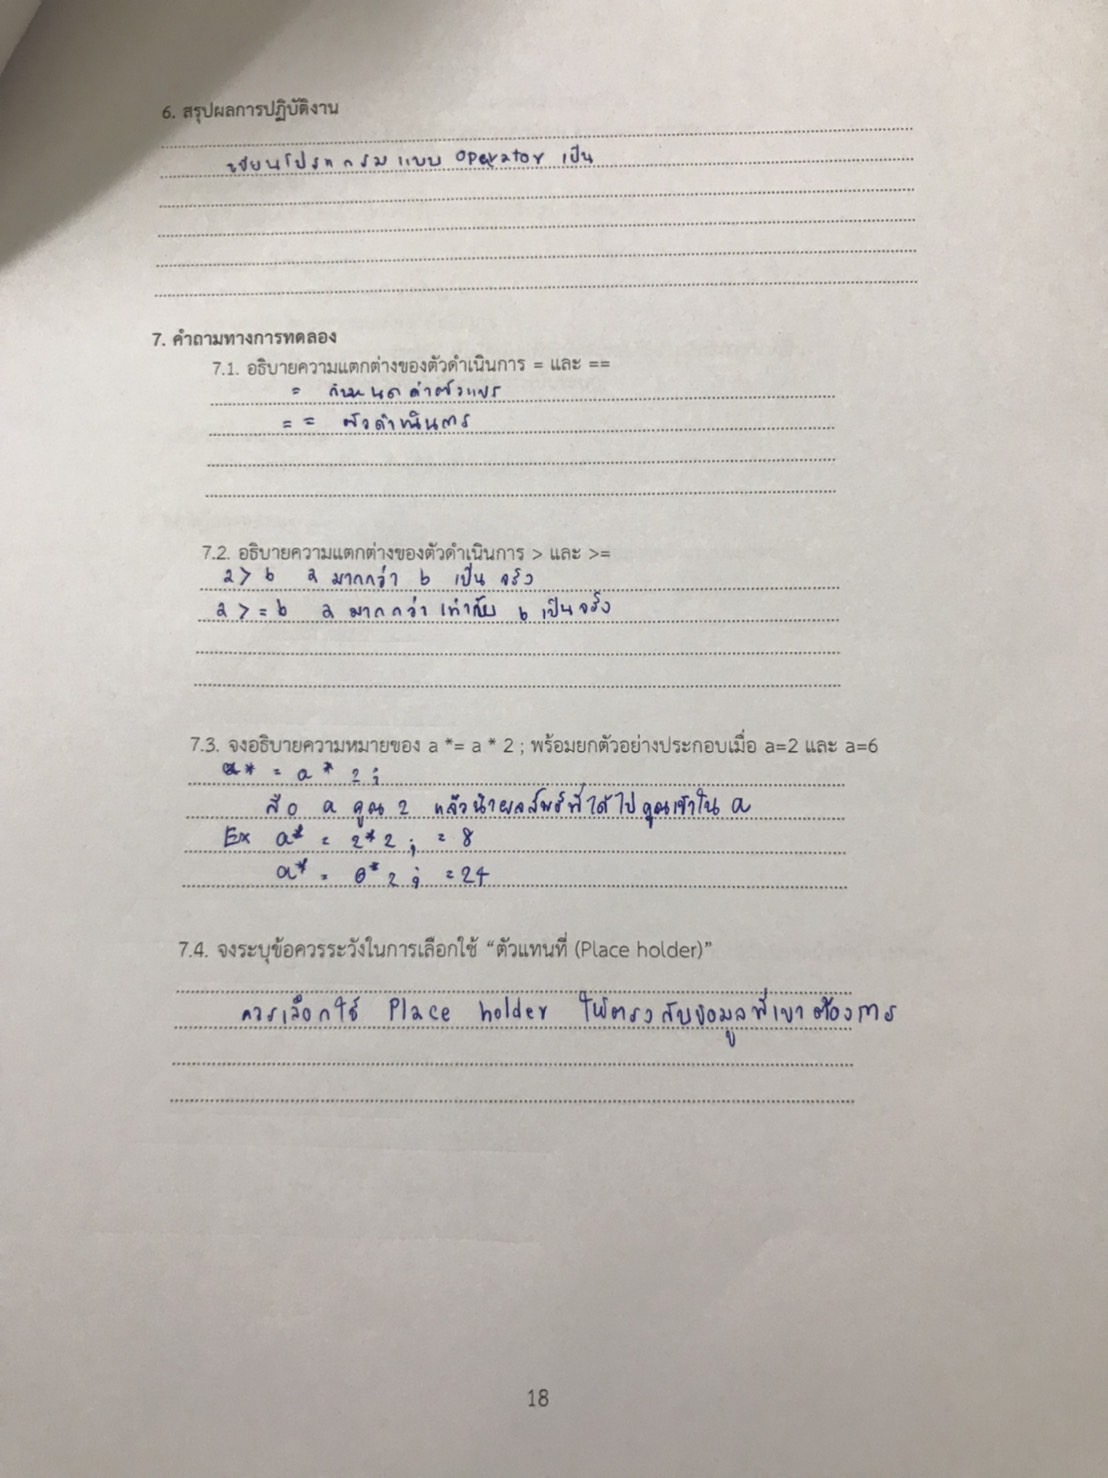 6. สรุปผลการปฏิบัติงาน
เขียนโปรแกรมแบบ operator เป็น
7. คำถามทางการทดลอง
7.1. อธิบายความแตกต่างของตัวดำเนินการ = และ ==
= กำหนดค่าตัวแปร
= = ตัวดำเนินการ
7.2. อธิบายความแตกต่างของตัวดำเนินการ > และ >=
a > b a มากกว่า b เป็น จริง
a > = b a มากกว่า เท่ากับ b เป็นจริง
7.3. จงอธิบายความหมายของ a *= a * 2 ; พร้อมยกตัวอย่างประกอบเมื่อ a=2 และ a=6
a* = a * 2 ;
คือ a คูณ 2 แล้วนำผลลัพธ์ที่ได้ไปคูณเข้าใน a
Ex a* = 2*2 ; = 8
a* = 6* 2 ; = 24
7.4. จงระบุข้อควรระวังในการเลือกใช้ “ตัวแทนที่ (Place holder)”
ควรเลือกใช้ Place holder ให้ตรงกับข้อมูลที่เขาต้องการ
18